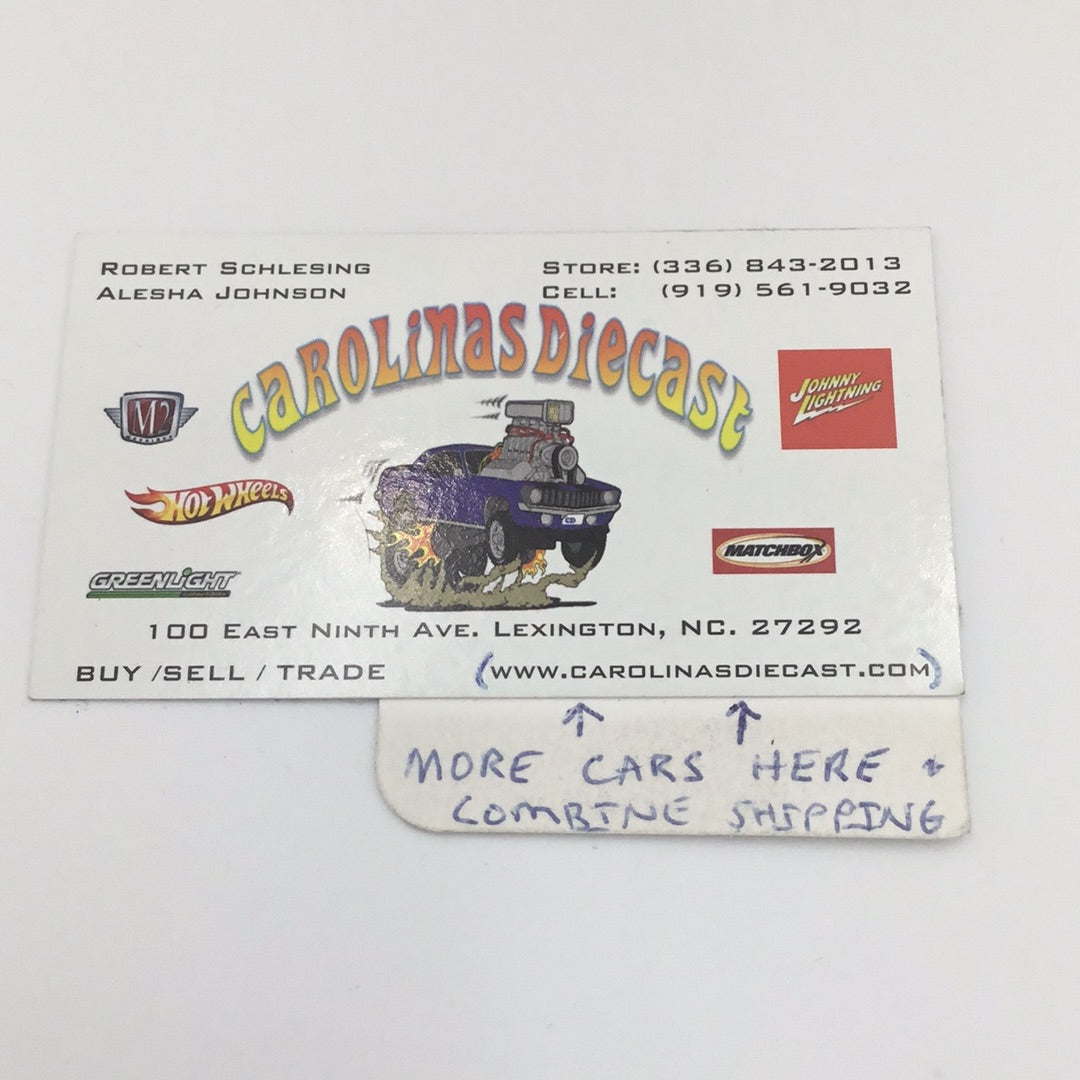 ROBERT SCHLESING
ALESHA JOHNSON
STORE: (336) 843-2013
CELL: (919) 561-9032
CAROLINAS DIECAST
M2
JOHNNY
LIGHTNING
HOT WHEELS
CD
MATCHBOX
GREENLIGHT
100 EAST NINTH AVE. LEXINGTON, NC. 27292
BUY /SELL / TRADE
(WWW.CAROLINASDIECAST.COM)
MORE CARS HERE +
COMBINE SHIPPING